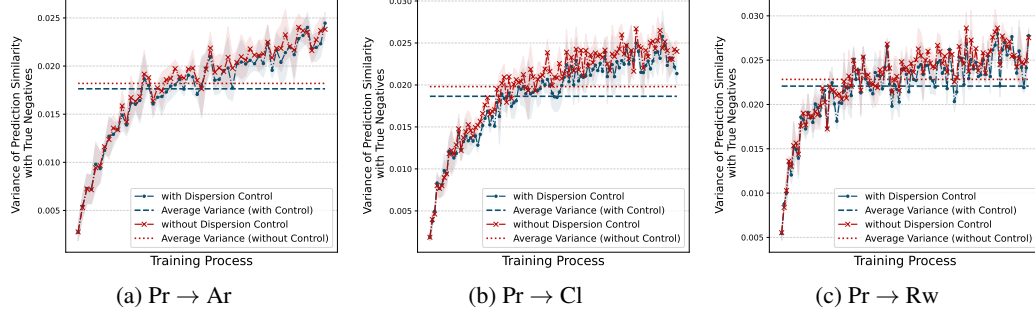 0.025
0.020
0.015
0.010
0.005
Variance of Prediction Similarity
with True Negatives
with Dispersion Control
Average Variance (with Control)
without Dispersion Control
Average Variance (without Control)
Training Process
(a) Pr → Ar
0.030
0.025
0.020
0.015
0.010
0.005
Variance of Prediction Similarity
with True Negatives
with Dispersion Control
Average Variance (with Control)
without Dispersion Control
Average Variance (without Control)
Training Process
(b) Pr → Cl
0.030
0.025
0.020
0.015
0.010
0.005
Variance of Prediction Similarity
with True Negatives
with Dispersion Control
Average Variance (with Control)
without Dispersion Control
Average Variance (without Control)
Training Process
(c) Pr → Rw